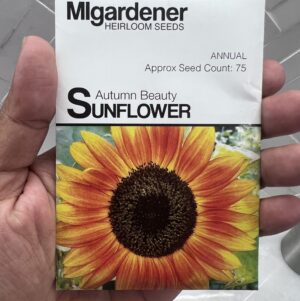 MIgardener
HEIRLOOM SEEDS
ANNUAL
Approx Seed Count: 75
Autumn Beauty
SUNFLOWER